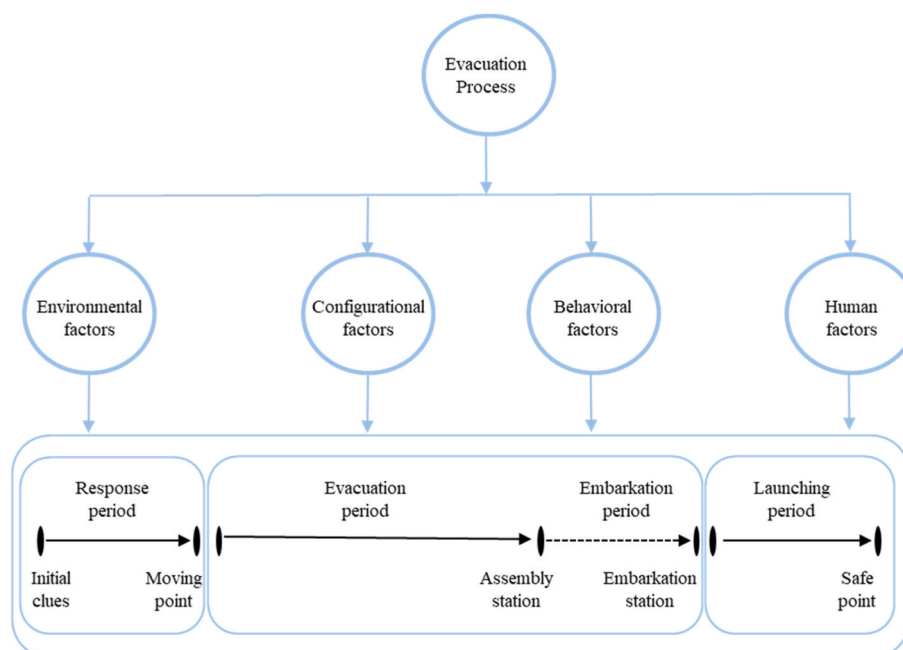 Evacuation
Process
Environmental
factors
Configurational
factors
Behavioral
factors
Human
factors
Response
period
Evacuation
period
Embarkation
period
Launching
period
Initial
clues
Moving
point
Assembly
station
Embarkation
station
Safe
point